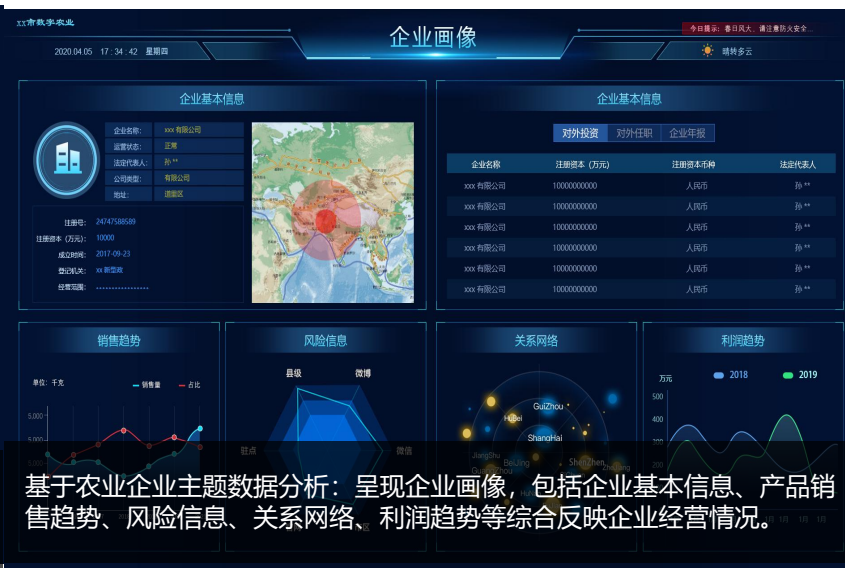 xx市数字农业
企业画像
今日提示: 春日风大、请注意防火安全...
2020.04.05 17:34:42 星期四
晴转多云
企业基本信息
企业名称: xxx 有限公司
运营状态: 正常
法定代表人: 孙 **
公司类型: 有限公司
地址: 道里区
注册号: 24747588589
注册资本 (万元): 10000
成立时间: 2017-09-23
登记机关: xx 新型政
经营范围: ****************
企业基本信息
对外投资 对外任职 企业年报
企业名称 注册资本 (万元) 注册资本币种 法定代表人
xxx 有限公司 10000000000 人民币 孙 **
xxx 有限公司 10000000000 人民币 孙 **
xxx 有限公司 10000000000 人民币 孙 **
xxx 有限公司 10000000000 人民币 孙 **
xxx 有限公司 10000000000 人民币 孙 **
xxx 有限公司 10000000000 人民币 孙 **
销售趋势
单位: 千克
销售量 占比
5,000
5,000
风险信息
县级 微博
驻点 微信
关系网络
GuiZhou
HuBei
ShangHai
JiangShu
BeiJing
ShenZhen
利润趋势
万元 2018 2019
500
400
300
200
基于农业企业主题数据分析：呈现企业画像，包括企业基本信息、产品销
售趋势、风险信息、关系网络、利润趋势等综合反映企业经营情况。
1月 1月 1月